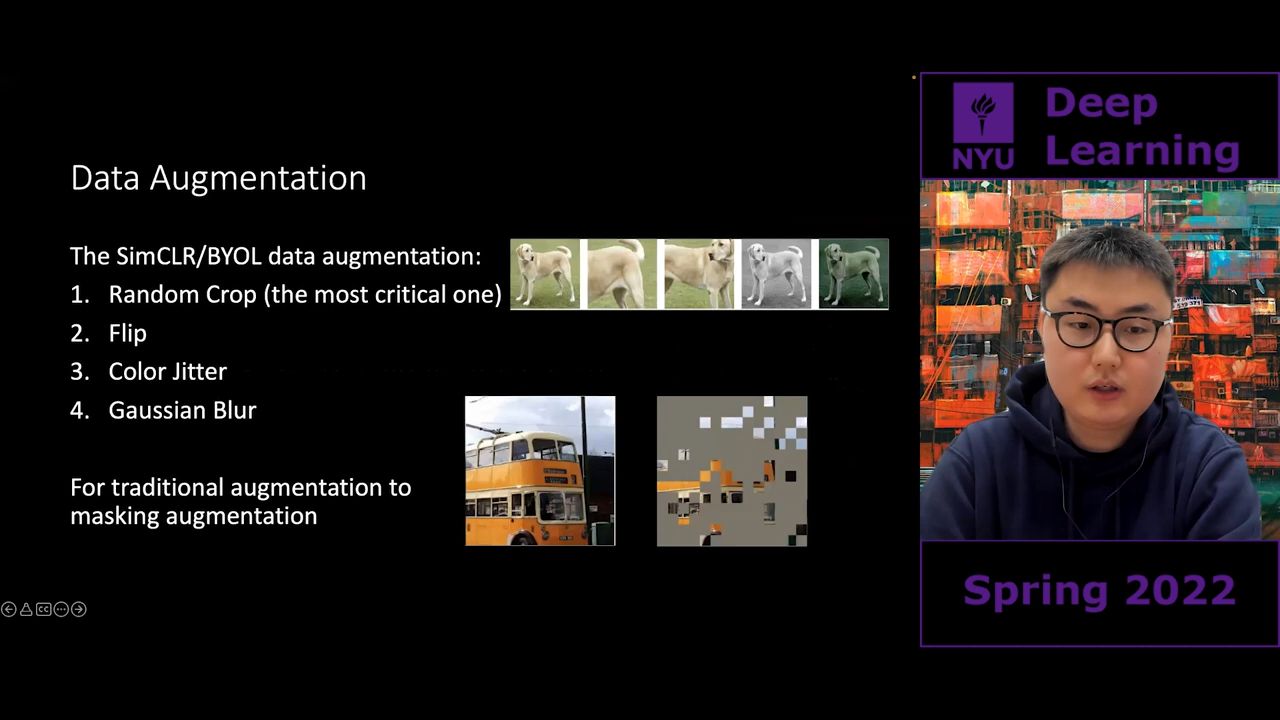 Data Augmentation
The SimCLR/BYOL data augmentation:
1. Random Crop (the most critical one)
2. Flip
3. Color Jitter
4. Gaussian Blur
For traditional augmentation to
masking augmentation
NYU
Deep
Learning
Spring 2022